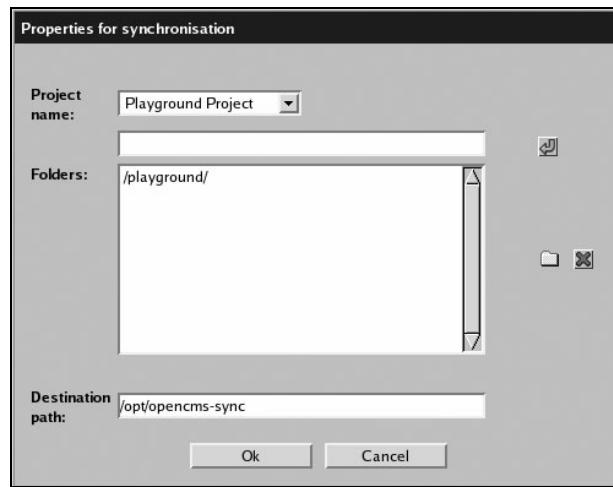 Properties for synchronisation
Project name:
Playground Project
Folders:
/playground/
Destination path:
/opt/opencms-sync
Ok
Cancel